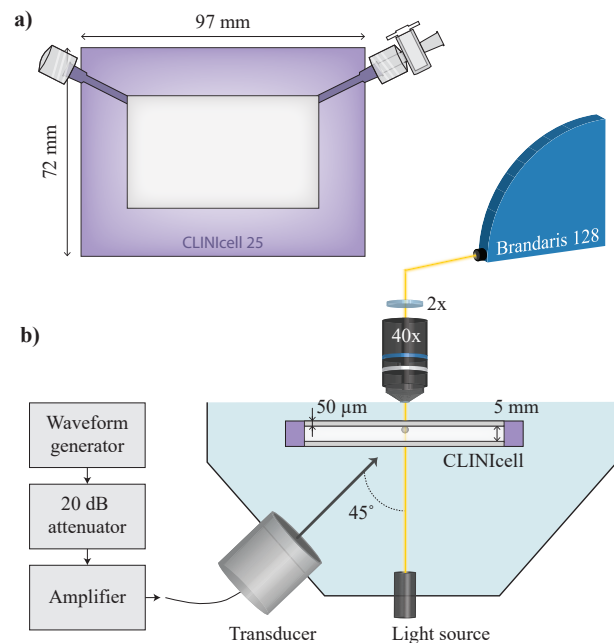 a)
97 mm
72 mm
CLINIcell 25
Brandaris 128
2x
b)
40x
50 µm
5 mm
CLINIcell
Waveform
generator
20 dB
attenuator
45°
Amplifier
Transducer
Light source